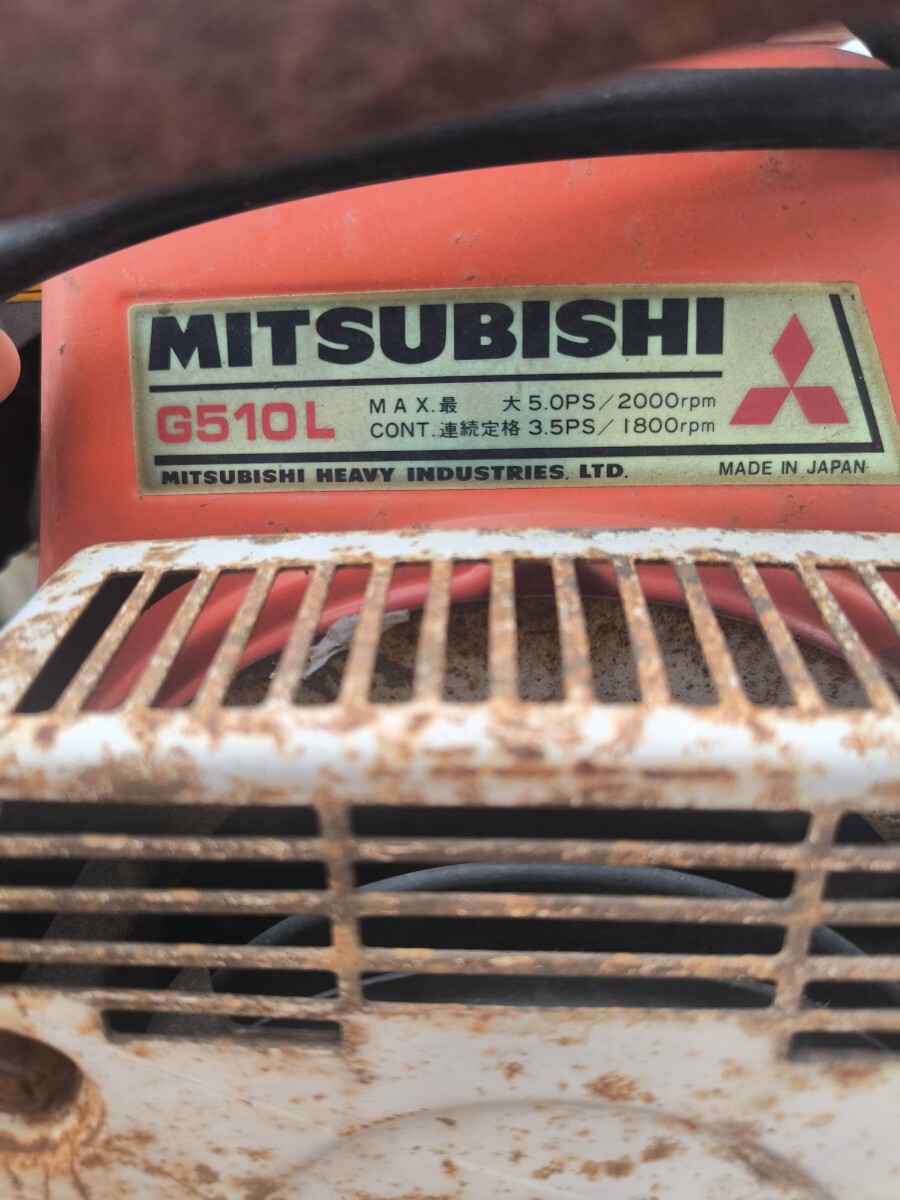 MITSUBISHI
G510L
MAX.最 大 5.0PS/2000rpm
CONT.連続定格 3.5PS/1800rpm
MITSUBISHI HEAVY INDUSTRIES, LTD.
MADE IN JAPAN